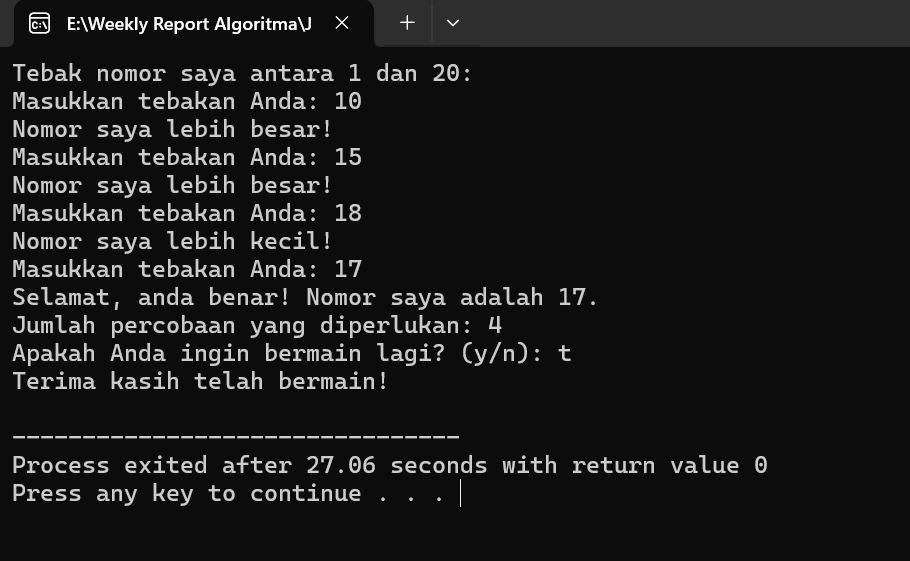 E:\Weekly Report Algoritma\J
Tebak nomor saya antara 1 dan 20:
Masukkan tebakan Anda: 10
Nomor saya lebih besar!
Masukkan tebakan Anda: 15
Nomor saya lebih besar!
Masukkan tebakan Anda: 18
Nomor saya lebih kecil!
Masukkan tebakan Anda: 17
Selamat, anda benar! Nomor saya adalah 17.
Jumlah percobaan yang diperlukan: 4
Apakah Anda ingin bermain lagi? (y/n): t
Terima kasih telah bermain!
--------------------------------
Process exited after 27.06 seconds with return value 0
Press any key to continue . . .